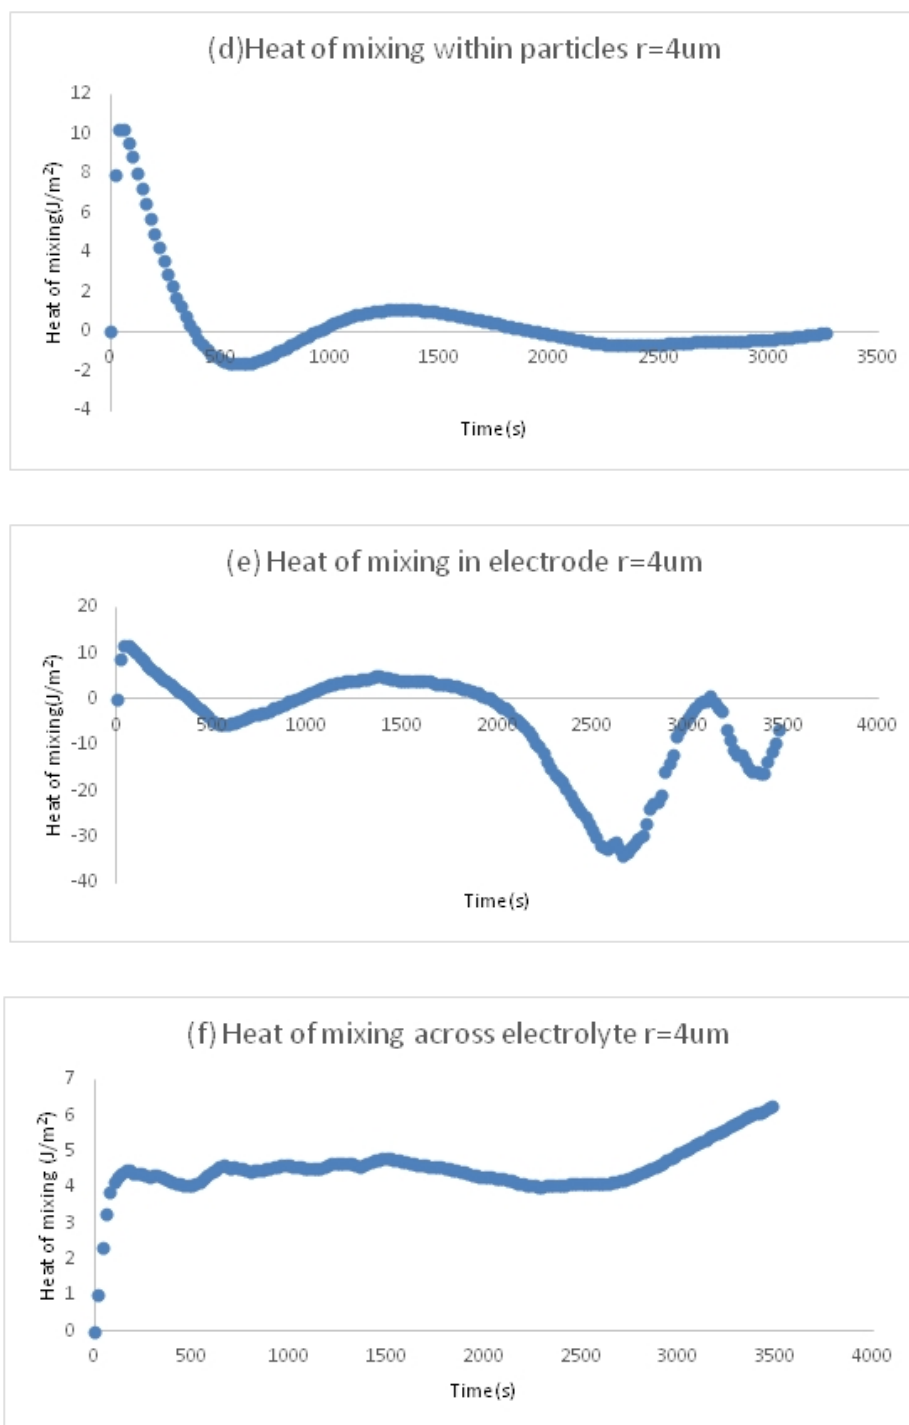 (d)Heat of mixing within particles r=4um
12
10
8
6
4
2
0
-2
-4
0 500 1000 1500 2000 2500 3000 3500
Heat of mixing(J/m²)
Time(s)
(e) Heat of mixing in electrode r=4um
20
10
0
-10
-20
-30
-40
0 500 1000 1500 2000 2500 3000 3500 4000
Heat of mixing(J/m²)
Time(s)
(f) Heat of mixing across electrolyte r=4um
7
6
5
4
3
2
1
0
0 500 1000 1500 2000 2500 3000 3500 4000
Heat of mixing (J/m²)
Time(s)